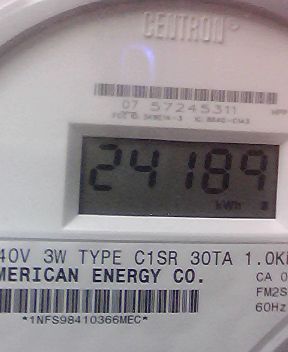 CENTRON
07 57245311
24189
kWh
40V 3W TYPE C1SR 30TA 1.0K
MERICAN ENERGY CO.
CA 0
FM2S
60Hz
*1NFS98410366MEC*